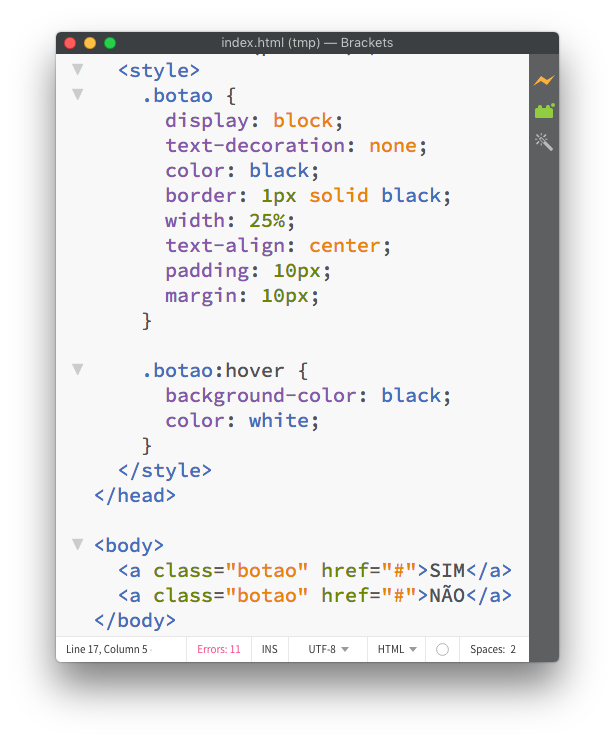 index.html (tmp) — Brackets
<style>
.botao {
display: block;
text-decoration: none;
color: black;
border: 1px solid black;
width: 25%;
text-align: center;
padding: 10px;
margin: 10px;
}
.botao:hover {
background-color: black;
color: white;
}
</style>
</head>
<body>
<a class="botao" href="#">SIM</a>
<a class="botao" href="#">NÃO</a>
</body>
Line 17, Column 5 Errors: 11 INS UTF-8 HTML Spaces: 2